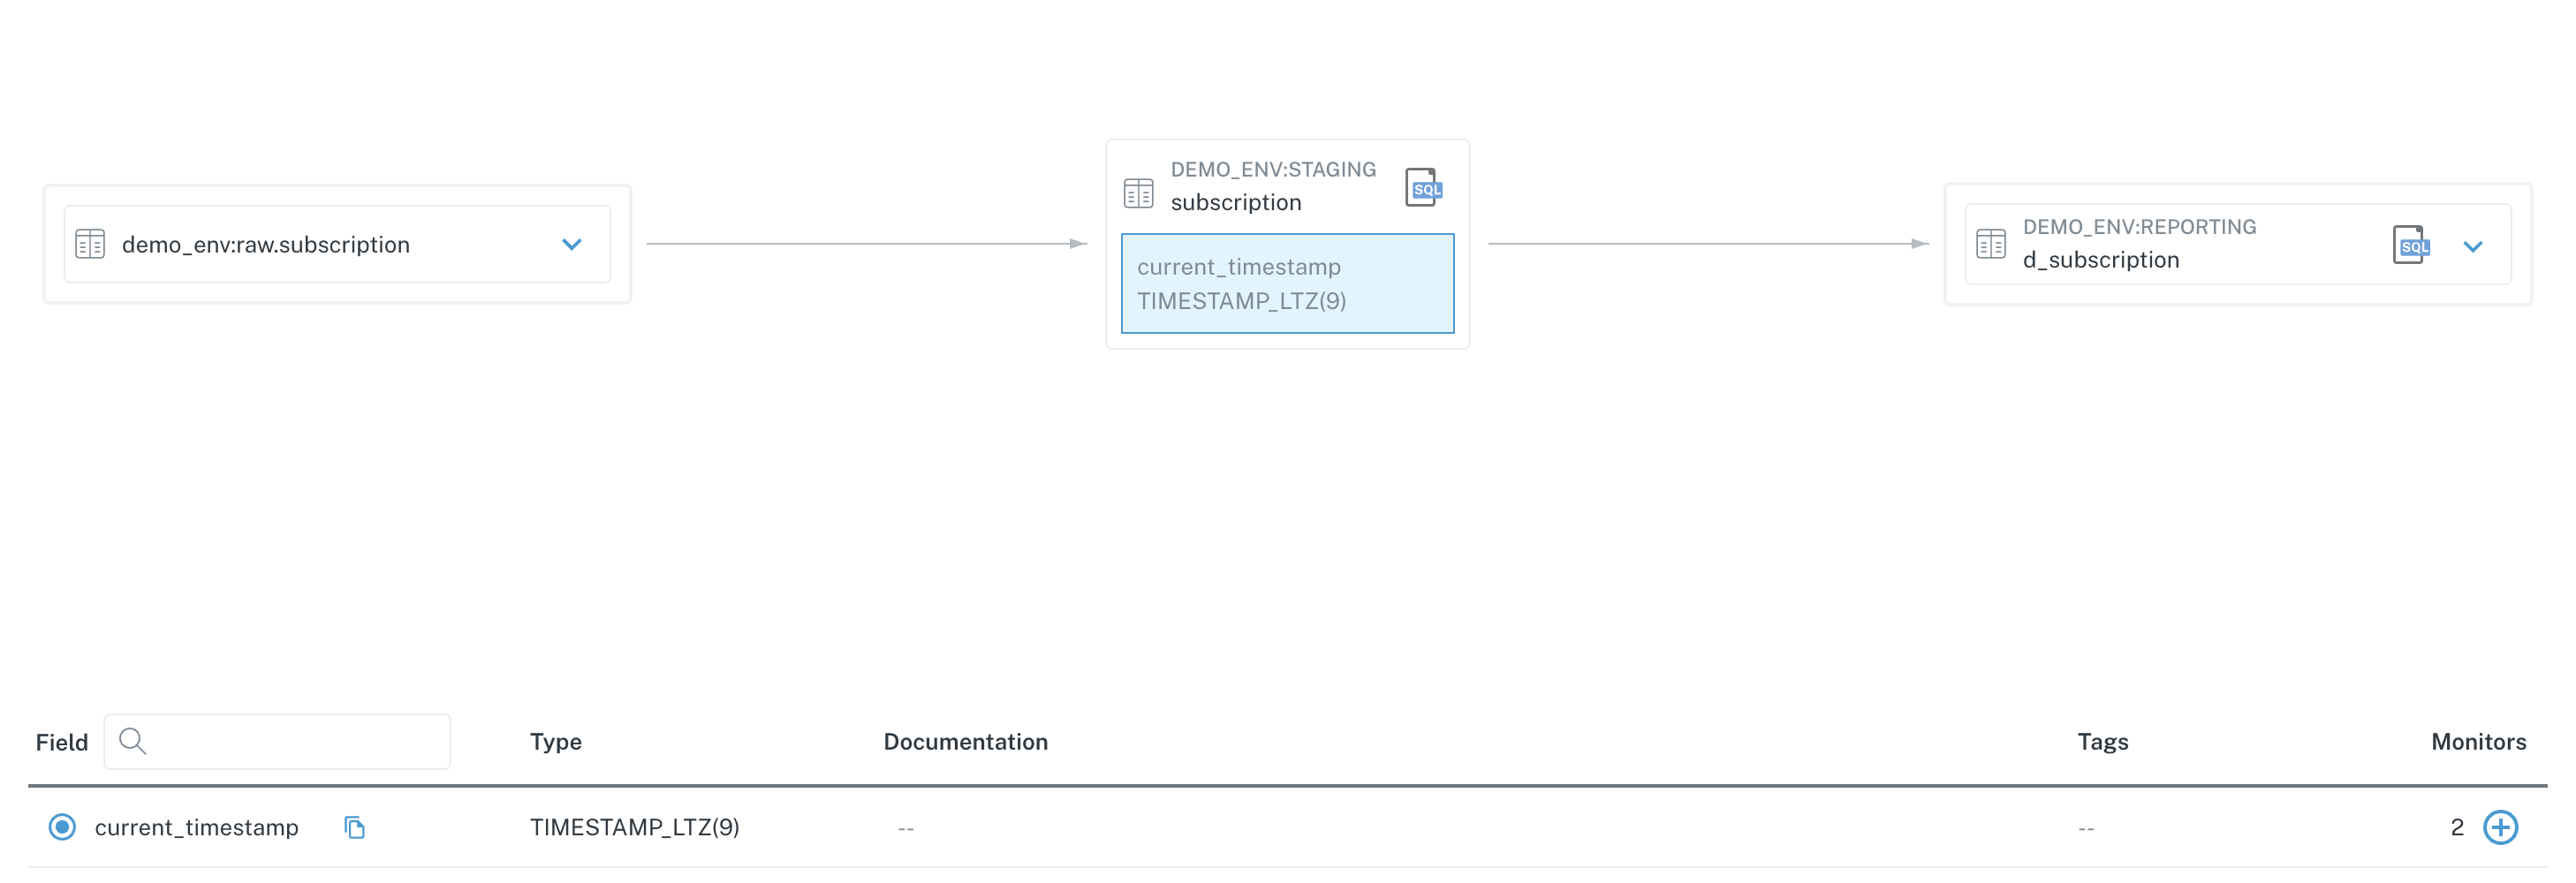 demo_env:raw.subscription
DEMO_ENV:STAGING
subscription
SQL
current_timestamp
TIMESTAMP_LTZ(9)
DEMO_ENV:REPORTING
d_subscription
SQL
Field Type Documentation Tags Monitors
current_timestamp TIMESTAMP_LTZ(9) -- -- 2